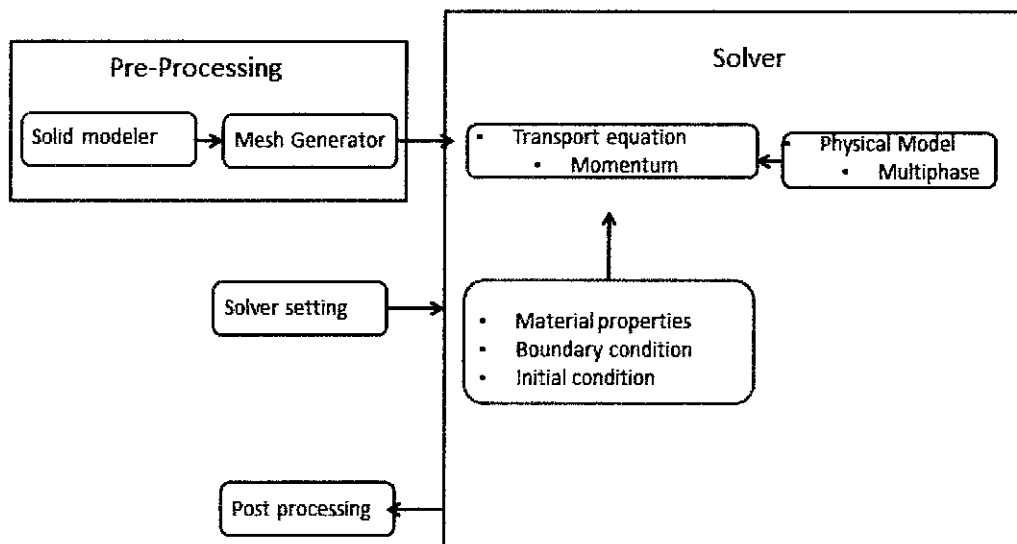 Pre-Processing
Solid modeler
Mesh Generator
Solver
▪ Transport equation
▪ Momentum
▪ Physical Model
▪ Multiphase
Solver setting
• Material properties
▪ Boundary condition
• Initial condition
Post processing